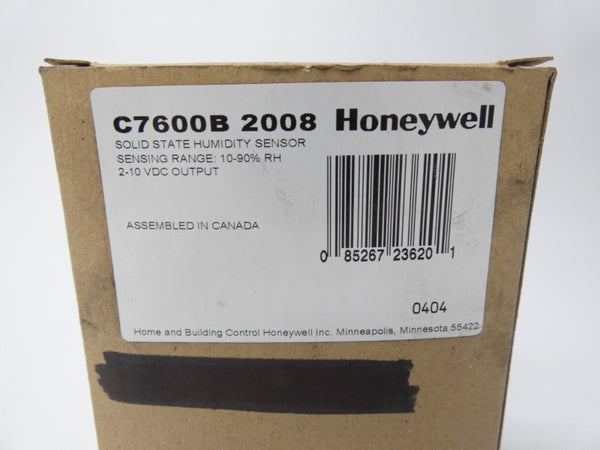 C7600B 2008 Honeywell
SOLID STATE HUMIDITY SENSOR
SENSING RANGE: 10-90% RH
2-10 VDC OUTPUT
ASSEMBLED IN CANADA
0 85267 23620 1
0404
Home and Building Control Honeywell Inc. Minneapolis, Minnesota 55422